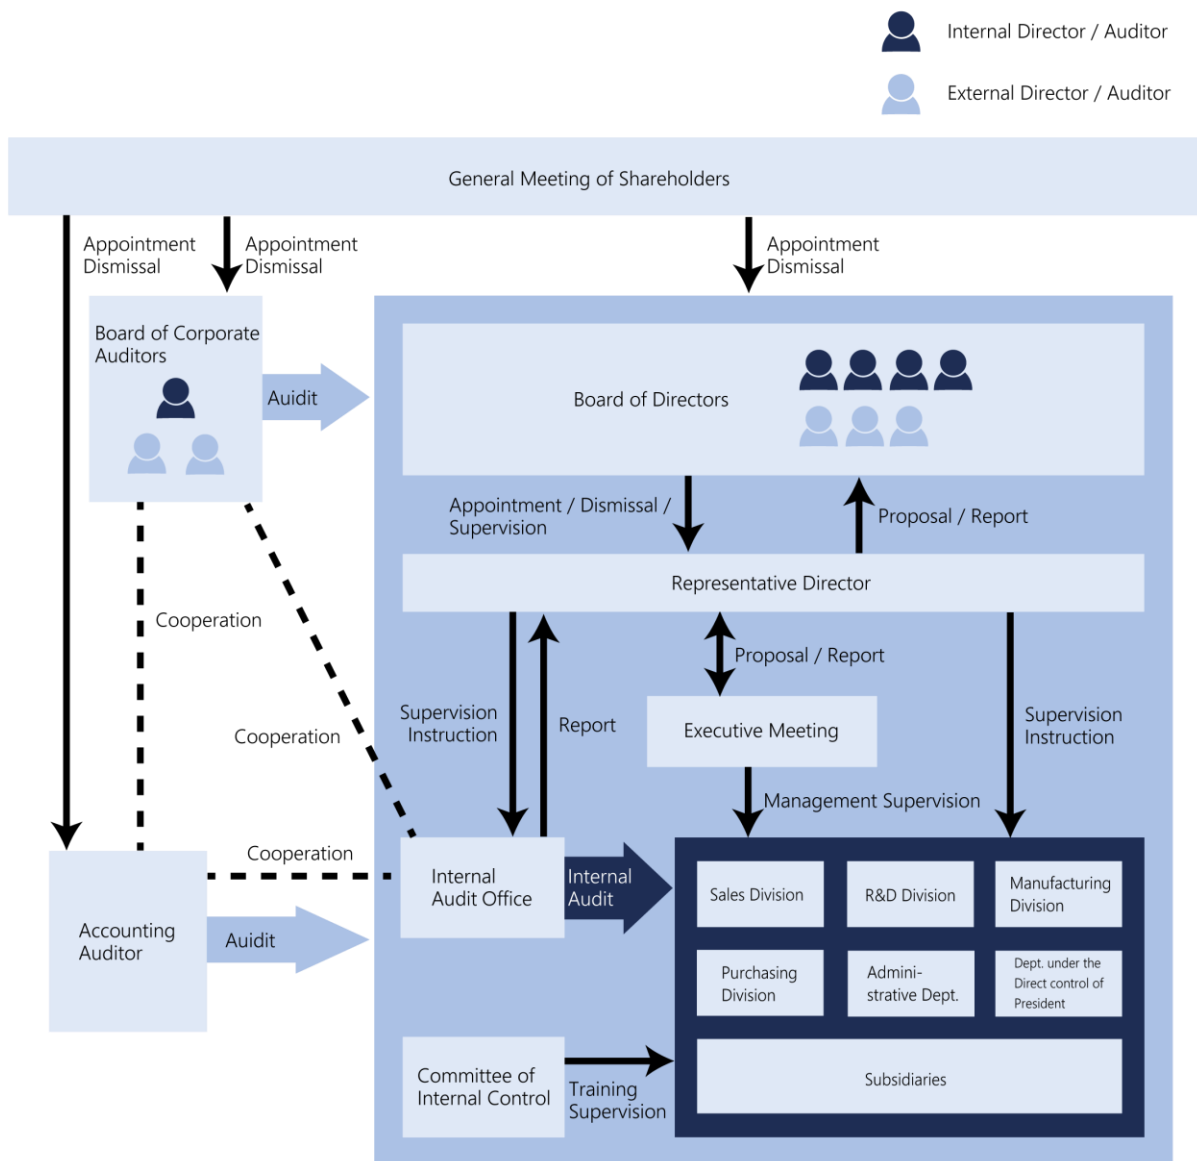 Internal Director / Auditor
External Director / Auditor
General Meeting of Shareholders
Appointment
Dismissal
Appointment
Dismissal
Appointment
Dismissal
Board of Corporate
Auditors
Auidit
Board of Directors
Appointment / Dismissal /
Supervision
Proposal / Report
Representative Director
Cooperation
Cooperation
Cooperation
Supervision
Instruction
Report
Proposal / Report
Executive Meeting
Supervision
Instruction
Management Supervision
Accounting
Auditor
Auidit
Internal
Audit Office
Internal
Audit
Sales Division
R&D Division
Manufacturing
Division
Purchasing
Division
Admini-
strative Dept.
Dept. under the
Direct control of
President
Subsidiaries
Committee of
Internal Control
Training
Supervision